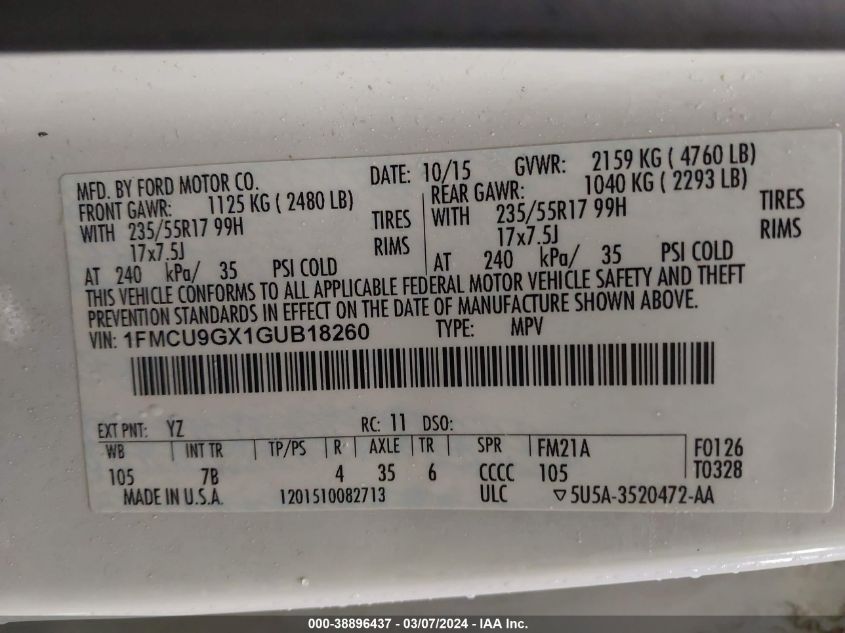 MFD. BY FORD MOTOR CO. DATE: 10/15 GVWR: 2159 KG ( 4760 LB)
FRONT GAWR: 1125 KG ( 2480 LB) REAR GAWR: 1040 KG ( 2293 LB)
WITH 235/55R17 99H TIRES WITH 235/55R17 99H TIRES
17x7.5J RIMS 17x7.5J RIMS
AT 240 kPa/ 35 PSI COLD AT 240 kPa/ 35 PSI COLD
THIS VEHICLE CONFORMS TO ALL APPLICABLE FEDERAL MOTOR VEHICLE SAFETY AND THEFT
PREVENTION STANDARDS IN EFFECT ON THE DATE OF MANUFACTURE SHOWN ABOVE.
VIN: 1FMCU9GX1GUB18260 TYPE: MPV
EXT PNT: YZ RC: 11 DSO:
WB INT TR TP/PS R AXLE TR SPR FM21A F0126
105 7B 4 35 6 CCCC 105 T0328
MADE IN U.S.A. 1201510082713 ULC ▽5U5A-3520472-AA
000-38896437 - 03/07/2024 - IAA Inc.